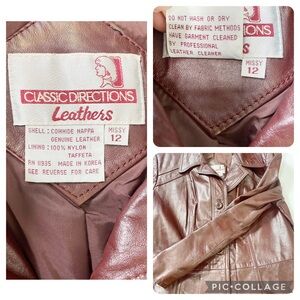 CLASSIC DIRECTIONS
Leathers
SHELL: COWHIDE NAPPA
GENUINE LEATHER
LINING: 100% NYLON
TAFFETA
RN 11935 MADE IN KOREA
SEE REVERSE FOR CARE
MISSY
12
DO NOT WASH OR DRY
CLEAN BY FABRIC METHODS
HAVE GARMENT CLEANED
BY PROFESSIONAL
LEATHER CLEANER
IONS
S
MISSY
12
PIC•COLLAGE